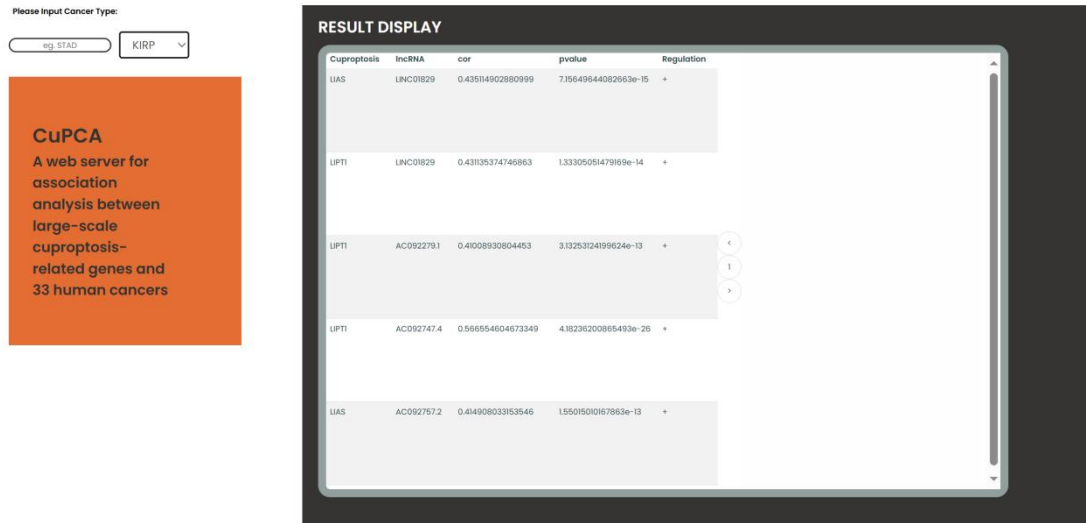 Please Input Cancer Type:
eg. STAD
KIRP
CuPCA
A web server for
association
analysis between
large-scale
cuproptosis-
related genes and
33 human cancers
RESULT DISPLAY
Cuproptosis lncRNA cor pvalue Regulation
LIAS LINC01829 0.435114902880999 7.15649644082663e-15 +
LIPT1 LINC01829 0.431135374746863 1.33305051479169e-14 +
LIPT1 AC092279.1 0.41008930804453 3.13253124199624e-13 +
LIPT1 AC092747.4 0.566554604673349 4.18236200865493e-26 +
LIAS AC092757.2 0.414908033153546 1.55015010167863e-13 +
<
1
>